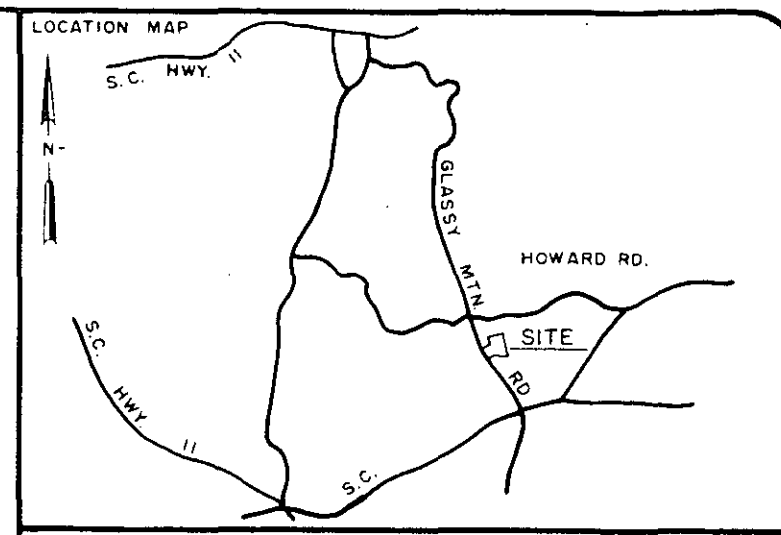 LOCATION MAP
S.C. HWY. 11
N-
GLASSY MTN. RD
HOWARD RD.
SITE
S.C. HWY. 11
S.C.